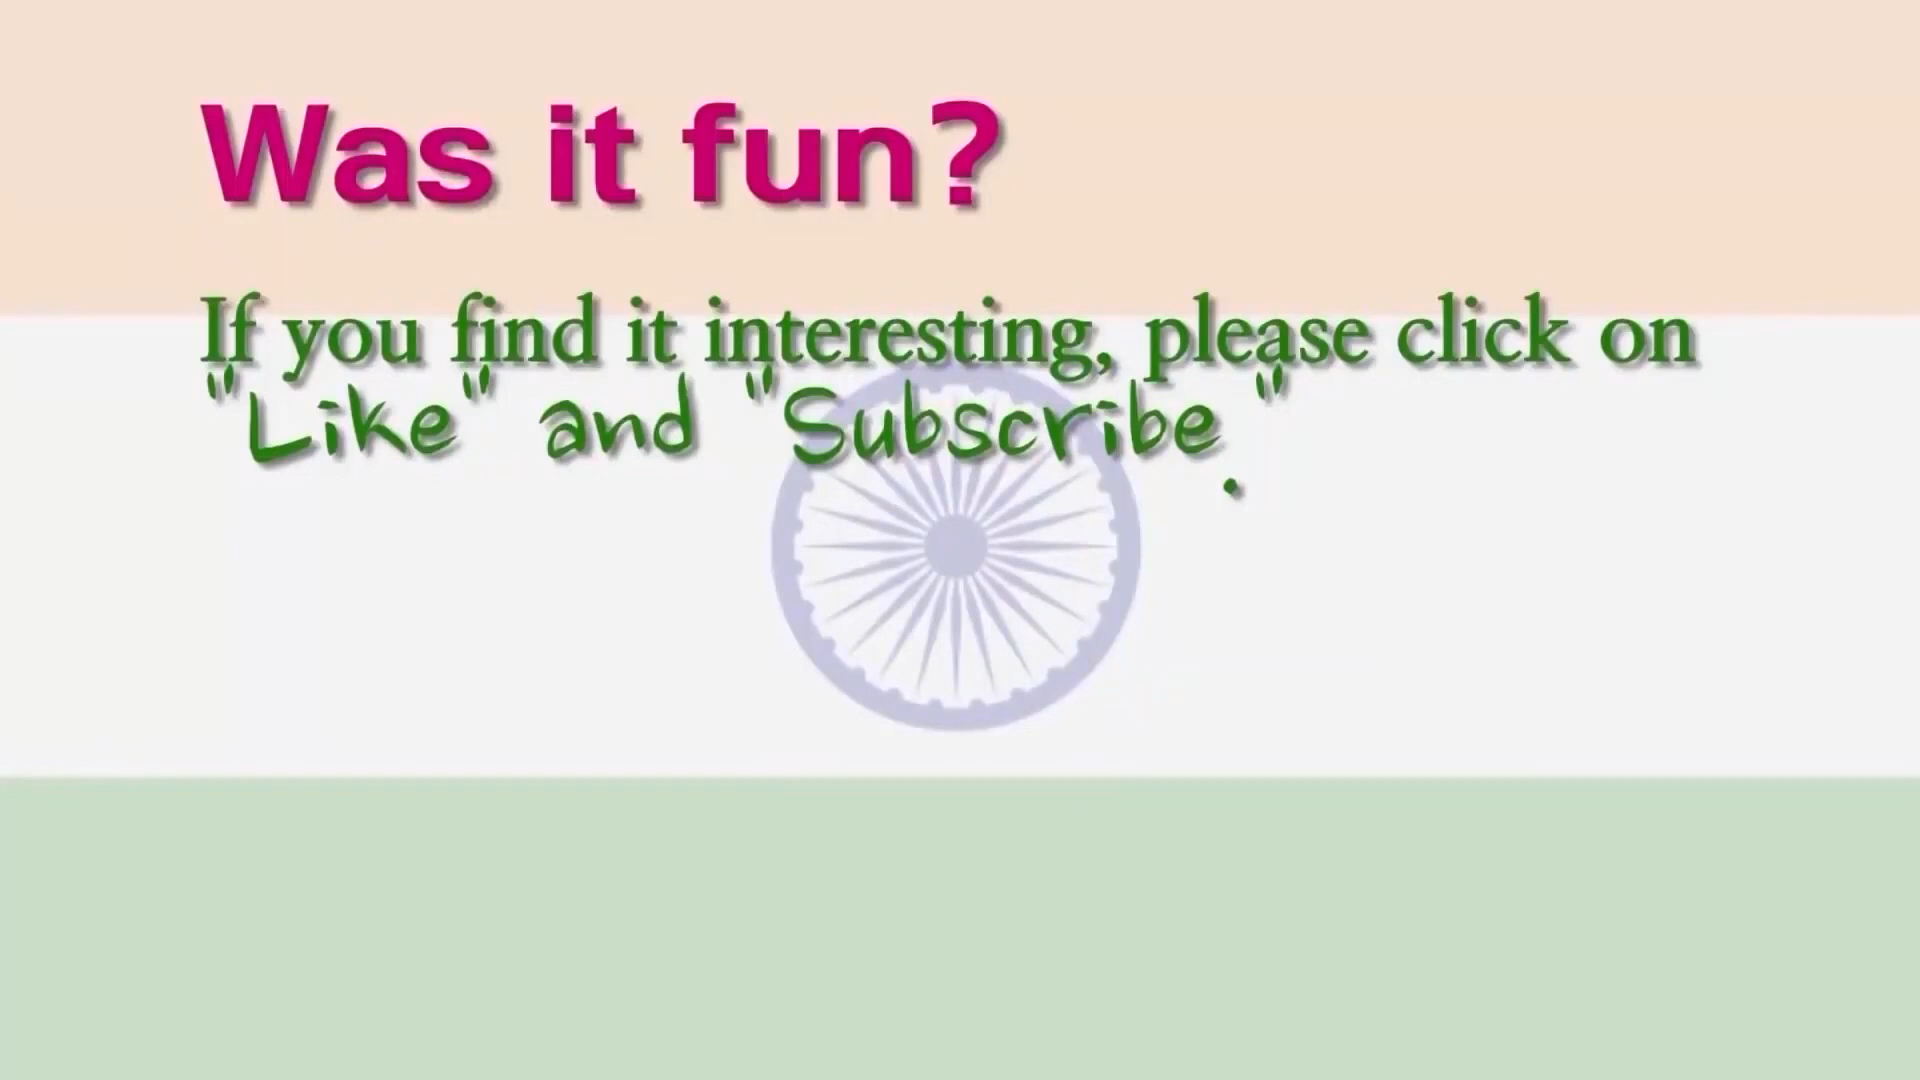 Was it fun?
If you find it interesting, please click on
"Like" and "Subscribe."